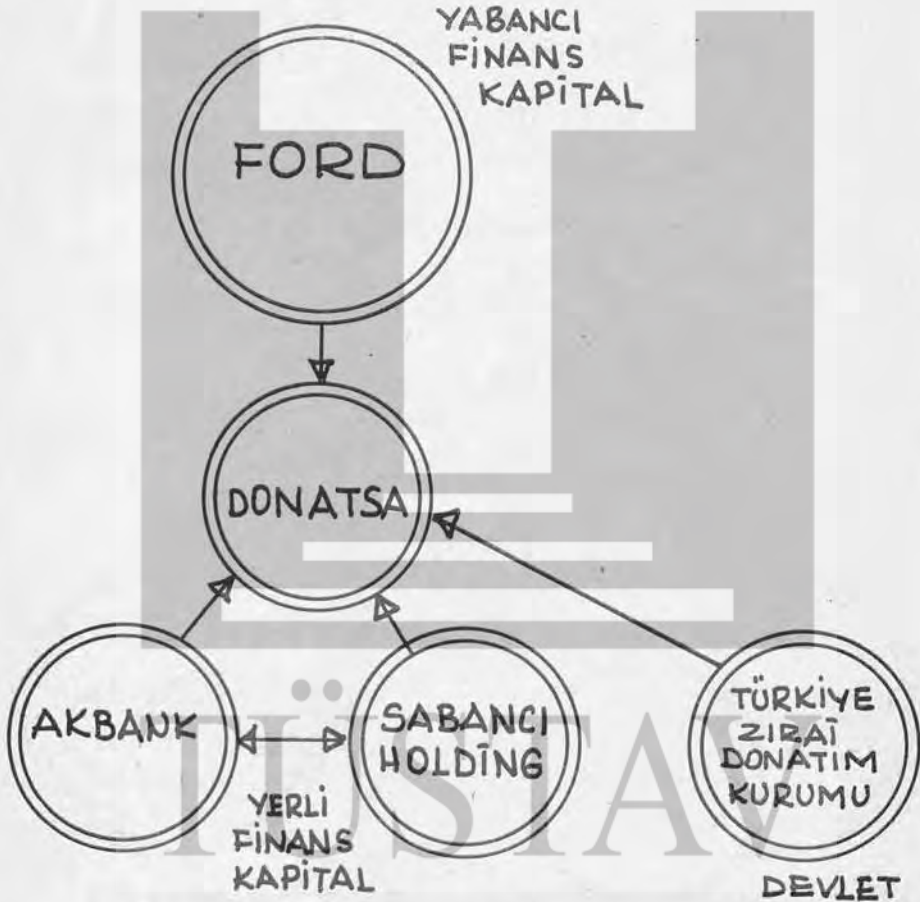 YABANCI
FİNANS
KAPİTAL
FORD
DONATSA
AKBANK
SABANCI
HOLDİNG
TÜRKİYE
ZIRAİ
DONATIM
KURUMU
YERLİ
FİNANS
KAPİTAL
DEVLET
TÜSTAV